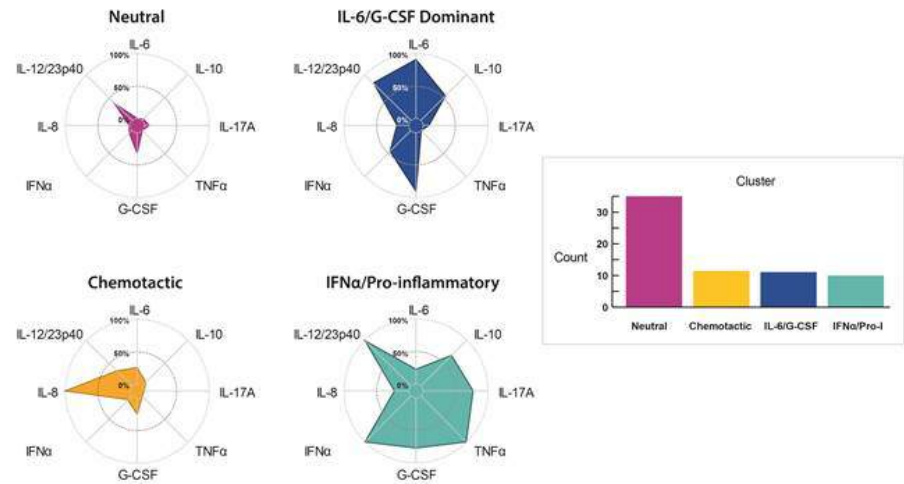 Neutral
IL-6
100%
IL-12/23p40
IL-10
50%
0%
IL-8
IL-17A
IFNα
TNFα
G-CSF
IL-6/G-CSF Dominant
IL-6
100%
IL-12/23p40
IL-10
50%
0%
IL-8
IL-17A
IFNα
TNFα
G-CSF
Chemotactic
IL-6
100%
IL-12/23p40
IL-10
50%
0%
IL-8
IL-17A
IFNα
TNFα
G-CSF
IFNα/Pro-inflammatory
IL-6
100%
IL-12/23p40
IL-10
50%
0%
IL-8
IL-17A
IFNα
TNFα
G-CSF
Cluster
30
20
Count
10
0
Neutral Chemotactic IL-6/G-CSF IFNα/Pro-I